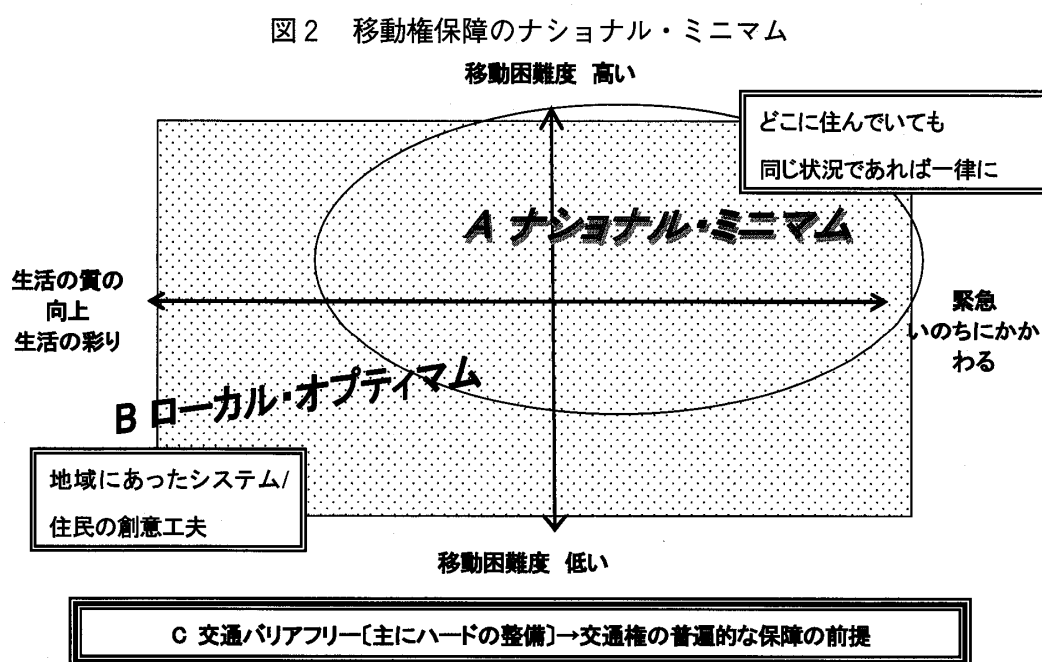 図2　移動権保障のナショナル・ミニマム
移動困難度 高い
どこに住んでいても
同じ状況であれば一律に
A ナショナル・ミニマム
生活の質の
向上
生活の彩り
緊急
いのちにかか
わる
B ローカル・オプティマム
地域にあったシステム/
住民の創意工夫
移動困難度 低い
C 交通バリアフリー〔主にハードの整備〕→交通権の普遍的な保障の前提